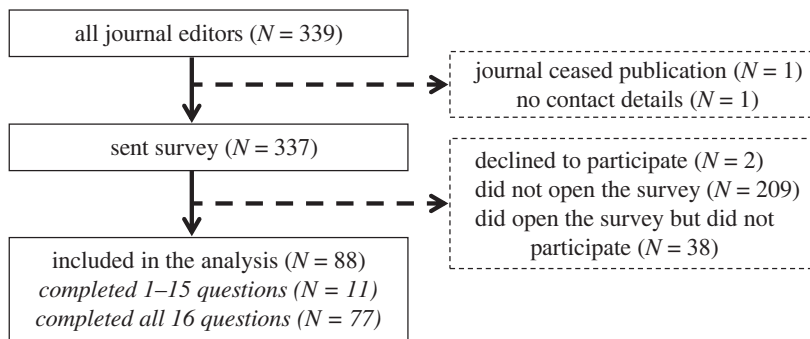 all journal editors (N = 339)
journal ceased publication (N = 1)
no contact details (N = 1)
sent survey (N = 337)
declined to participate (N = 2)
did not open the survey (N = 209)
did open the survey but did not
participate (N = 38)
included in the analysis (N = 88)
completed 1–15 questions (N = 11)
completed all 16 questions (N = 77)